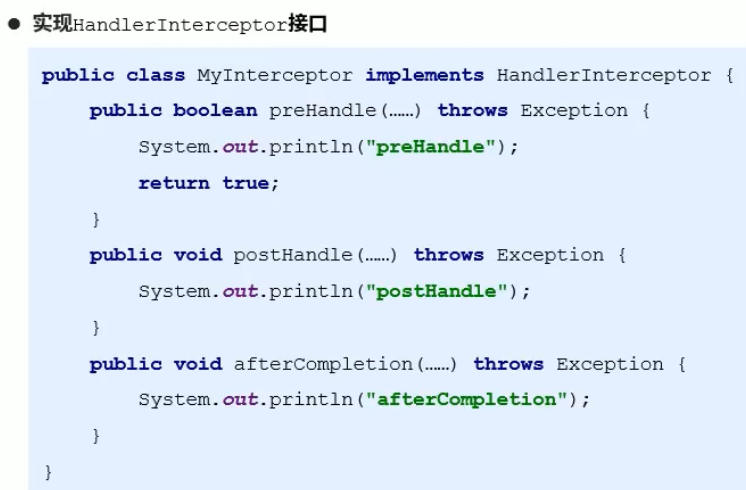 ● 实现HandlerInterceptor接口
public class MyInterceptor implements HandlerInterceptor {
    public boolean preHandle(……) throws Exception {
        System.out.println("preHandle");
        return true;
    }
    public void postHandle(……) throws Exception {
        System.out.println("postHandle");
    }
    public void afterCompletion(……) throws Exception {
        System.out.println("afterCompletion");
    }
}